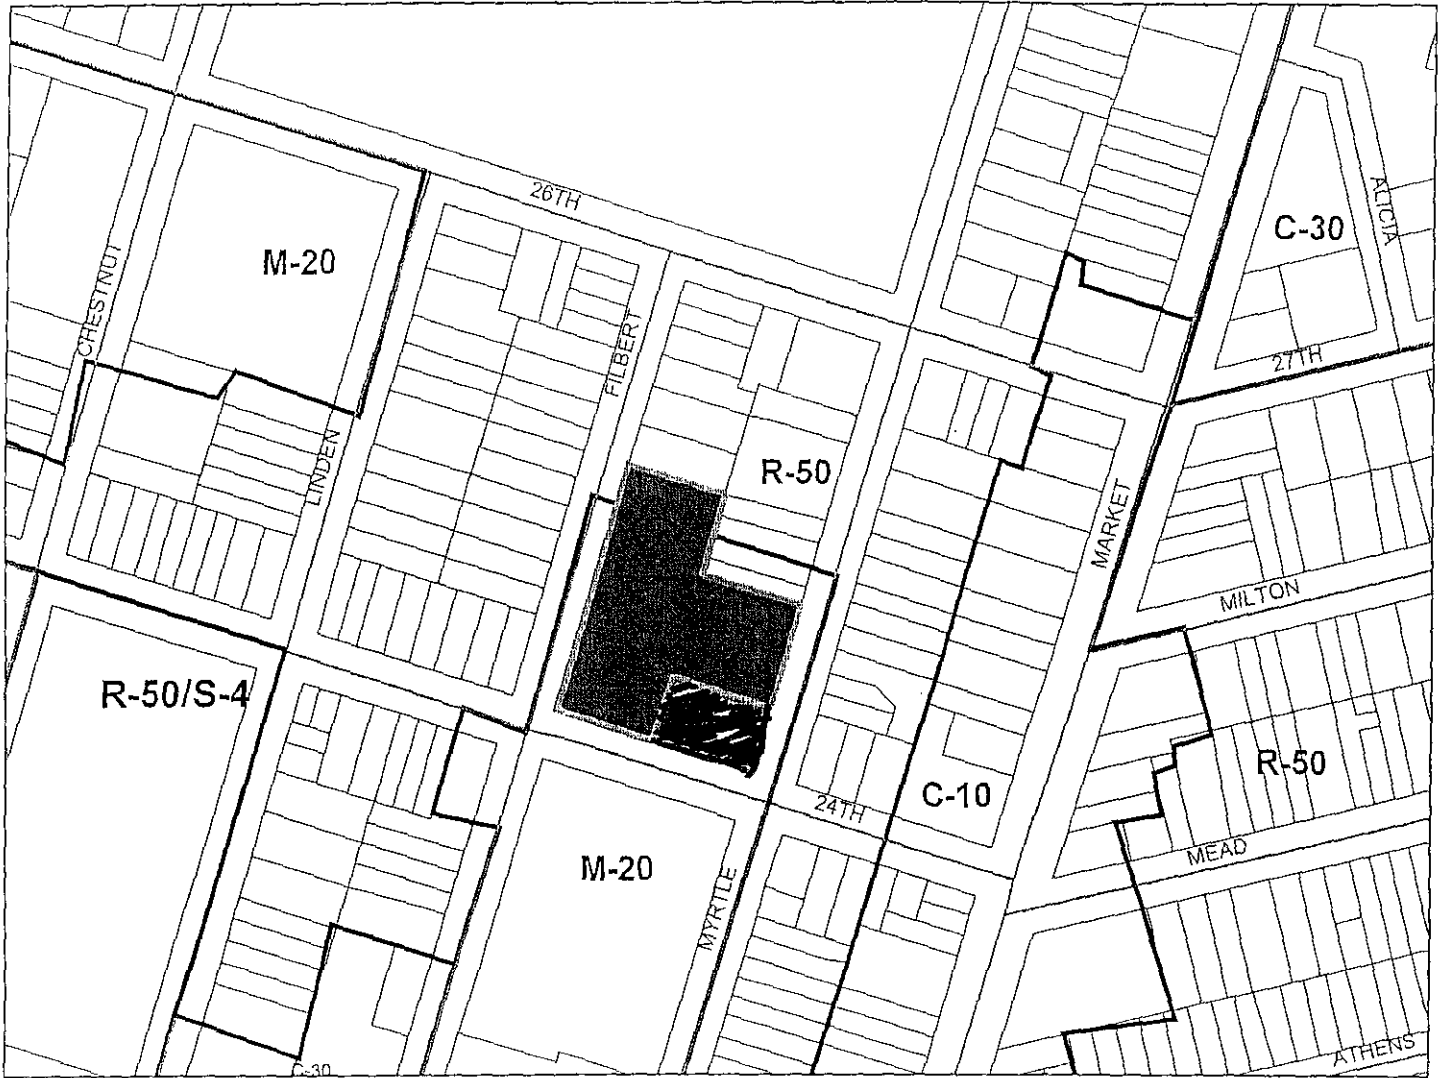 26TH
ALICIA
C-30
M-20
CHESTNUT
FILBERT
27TH
R-50
LINDEN
MARKET
MILTON
R-50/S-4
R-50
C-10
24TH
MEAD
M-20
MYRTLE
ATHENS
C-30